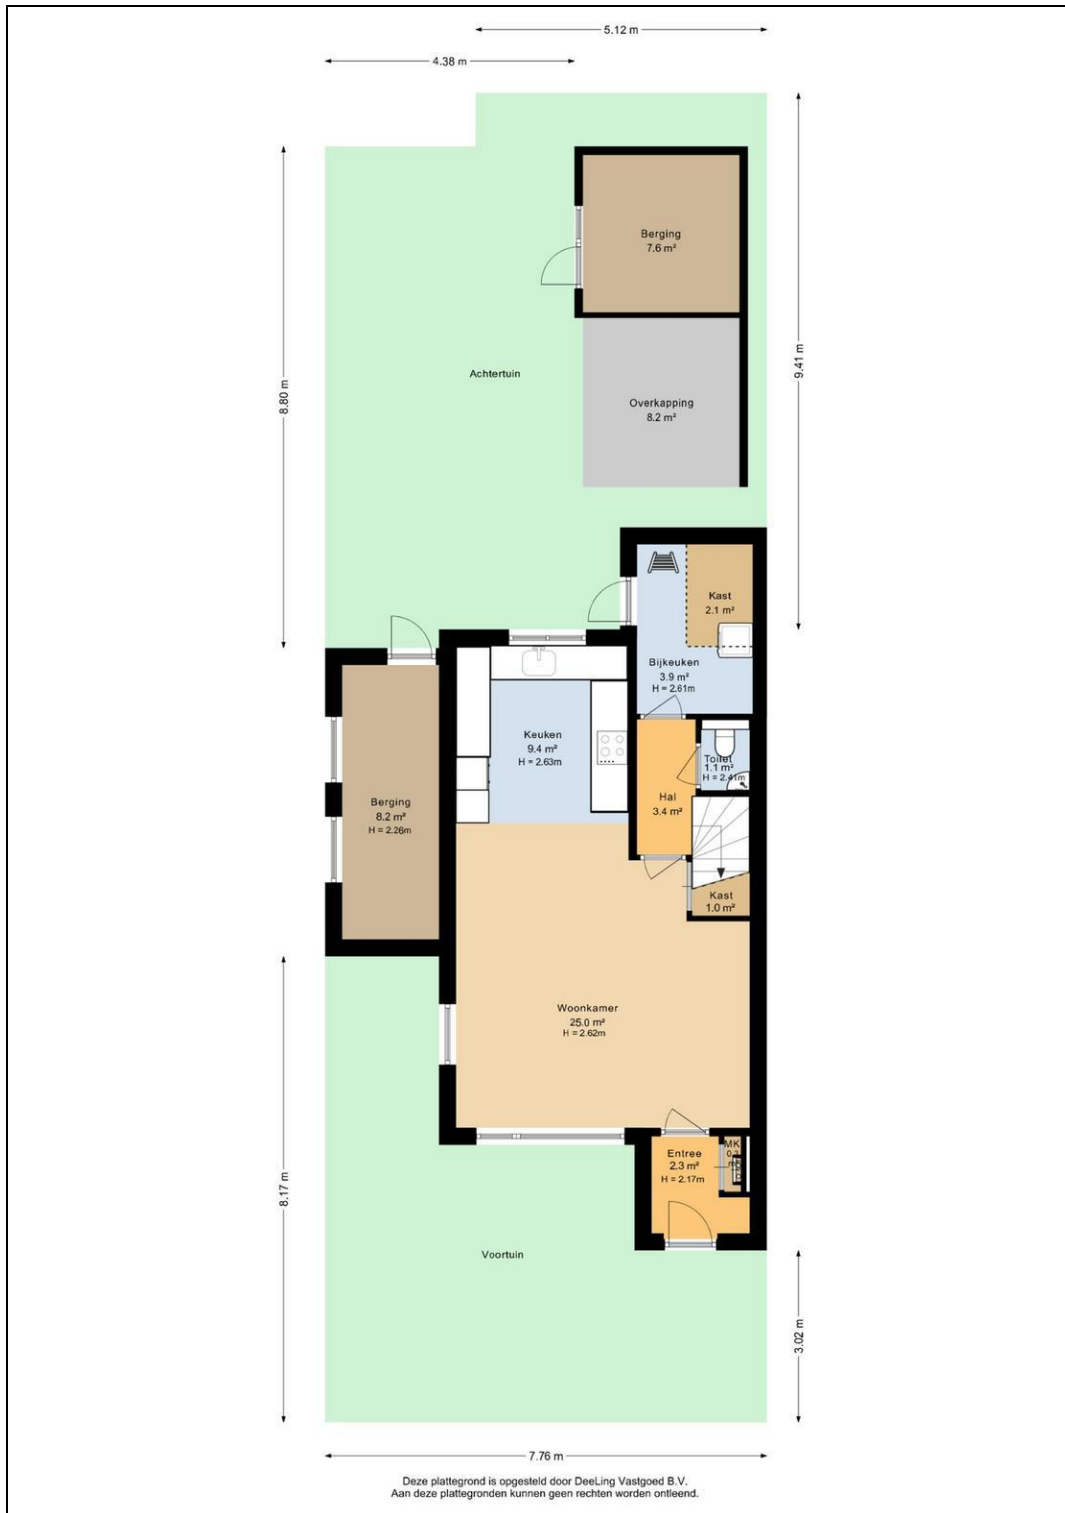 5.12 m
4.38 m
Berging
7.6 m²
8.80 m
9.41 m
Achtertuin
Overkapping
8.2 m²
Kast
2.1 m²
Bijkeuken
3.9 m²
H = 2.61m
Keuken
9.4 m²
H = 2.63m
Toilet
1.1 m²
H = 2.41m
Hal
3.4 m²
Berging
8.2 m²
H = 2.26m
Kast
1.0 m²
Woonkamer
25.0 m²
H = 2.62m
MK
Entree
2.3 m²
H = 2.17m
8.17 m
Voortuin
3.02 m
7.76 m
Deze plattegrond is opgesteld door DeeLing Vastgoed B.V.
Aan deze plattegronden kunnen geen rechten worden ontleend.